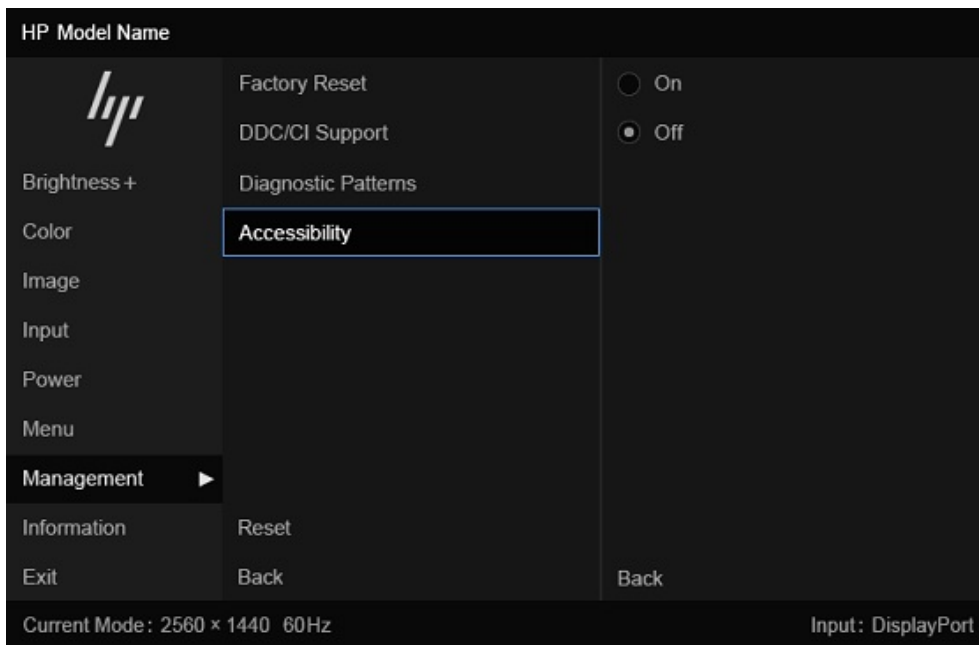 HP Model Name
hp
Brightness+
Color
Image
Input
Power
Menu
Management ▶
Information
Exit
Factory Reset
DDC/CI Support
Diagnostic Patterns
Accessibility
Reset
Back
On
Off
Back
Current Mode: 2560 × 1440 60Hz
Input: DisplayPort